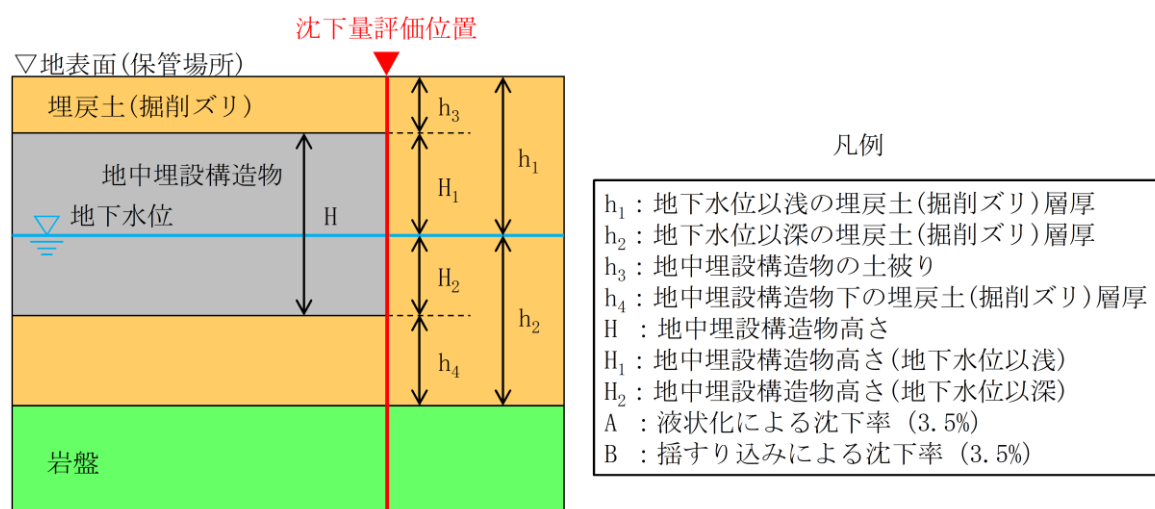 沈下量評価位置
▽地表面(保管場所)
埋戻土(掘削ズリ)
h₃
h₁
地中埋設構造物
H₁
地下水位
H
H₂
h₂
h₄
岩盤
凡例
h₁:地下水位以浅の埋戻土(掘削ズリ)層厚
h₂:地下水位以深の埋戻土(掘削ズリ)層厚
h₃:地中埋設構造物の土被り
h₄:地中埋設構造物下の埋戻土(掘削ズリ)層厚
H :地中埋設構造物高さ
H₁:地中埋設構造物高さ(地下水位以浅)
H₂:地中埋設構造物高さ(地下水位以深)
A :液状化による沈下率 (3.5%)
B :揺すり込みによる沈下率 (3.5%)